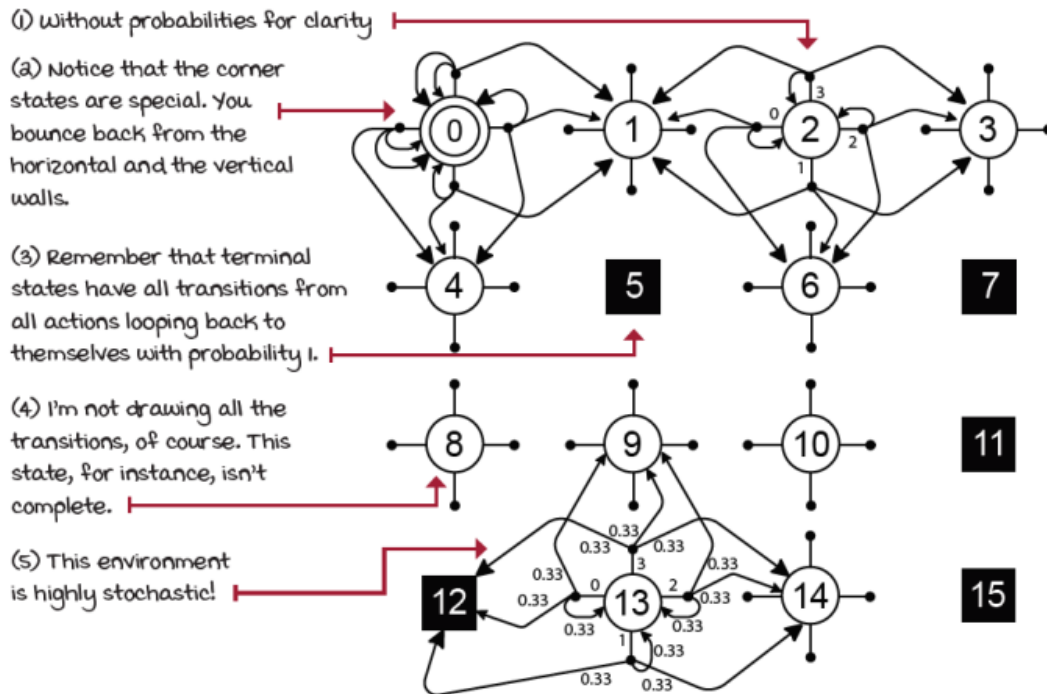 (1) Without probabilities for clarity
(2) Notice that the corner
states are special. You
bounce back from the
horizontal and the vertical
walls.
(3) Remember that terminal
states have all transitions from
all actions looping back to
themselves with probability 1.
(4) I'm not drawing all the
transitions, of course. This
state, for instance, isn't
complete.
(5) This environment
is highly stochastic!
3
0
0 1 2 3
2
1
4 5 6 7
8 9 10 11
0.33
0.33 0.33
3
0.33 0 2 0.33
12 13 14 15
0.33 0.33
0.33 0.33
1
0.33
0.33 0.33